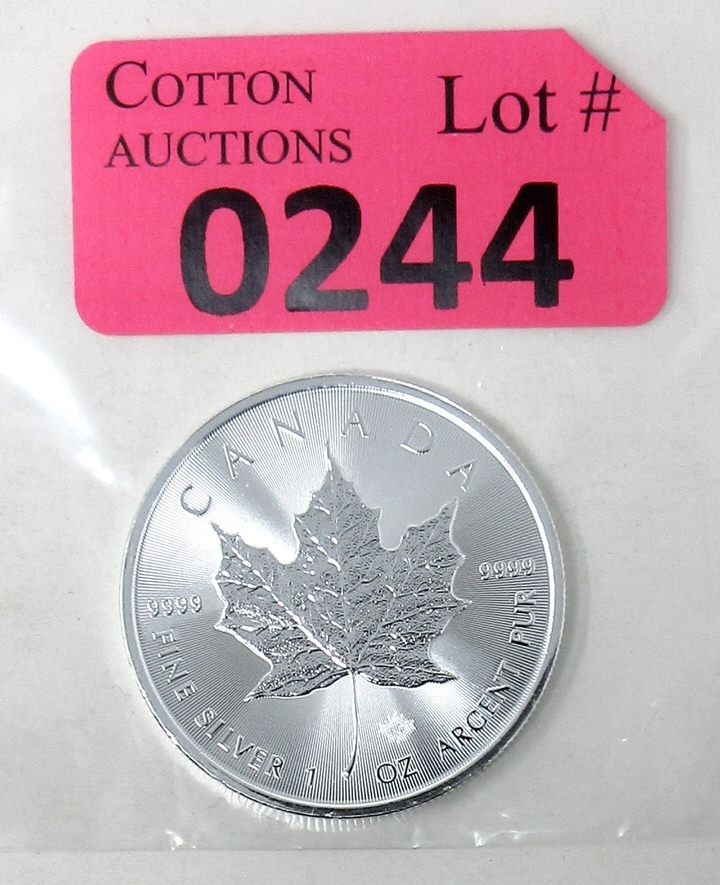 COTTON
AUCTIONS
Lot #
0244
CANADA
9999
9999
FINE SILVER 1 OZ ARGENT PUR